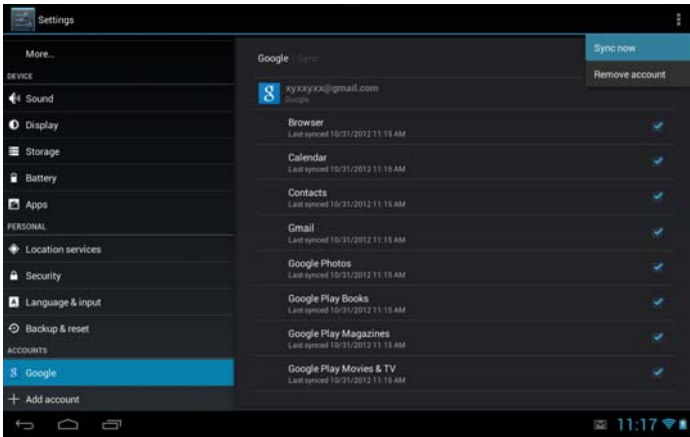 Settings
More...
DEVICE
Sound
Display
Storage
Battery
Apps
PERSONAL
Location services
Security
Language & input
Backup & reset
ACCOUNTS
Google
Add account
Google Sync
Sync now
Remove account
xyxxyxx@gmail.com
Google
Browser
Last synced 10/31/2012 11:15 AM
Calendar
Last synced 10/31/2012 11:15 AM
Contacts
Last synced 10/31/2012 11:15 AM
Gmail
Last synced 10/31/2012 11:15 AM
Google Photos
Last synced 10/31/2012 11:15 AM
Google Play Books
Last synced 10/31/2012 11:15 AM
Google Play Magazines
Last synced 10/31/2012 11:15 AM
Google Play Movies & TV
Last synced 10/31/2012 11:15 AM
11:17